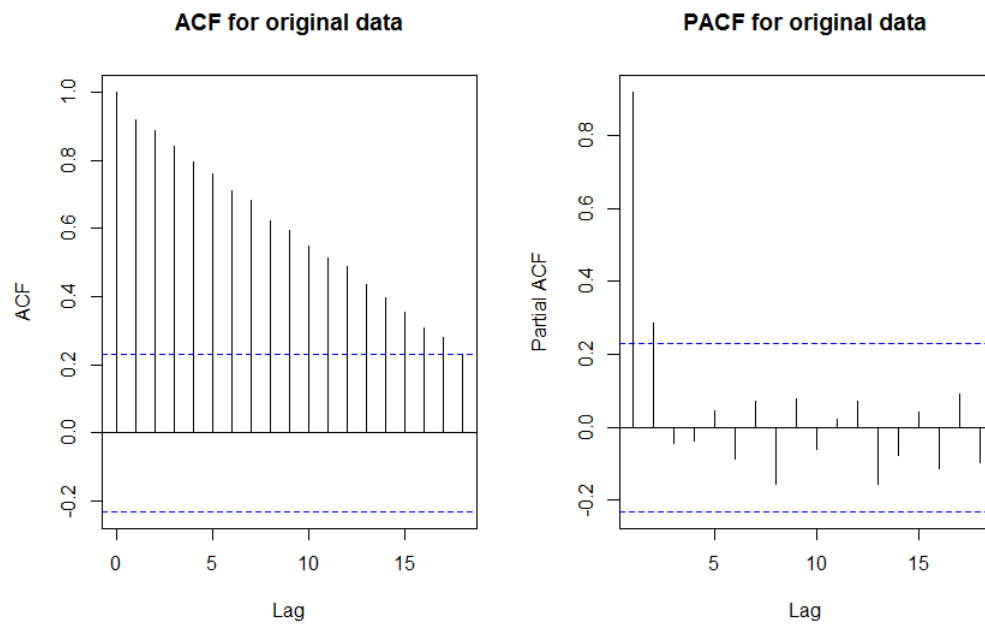 ACF for original data
ACF
1.0
0.8
0.6
0.4
0.2
0.0
-0.2
0 5 10 15
Lag
PACF for original data
Partial ACF
0.8
0.6
0.4
0.2
0.0
-0.2
5 10 15
Lag